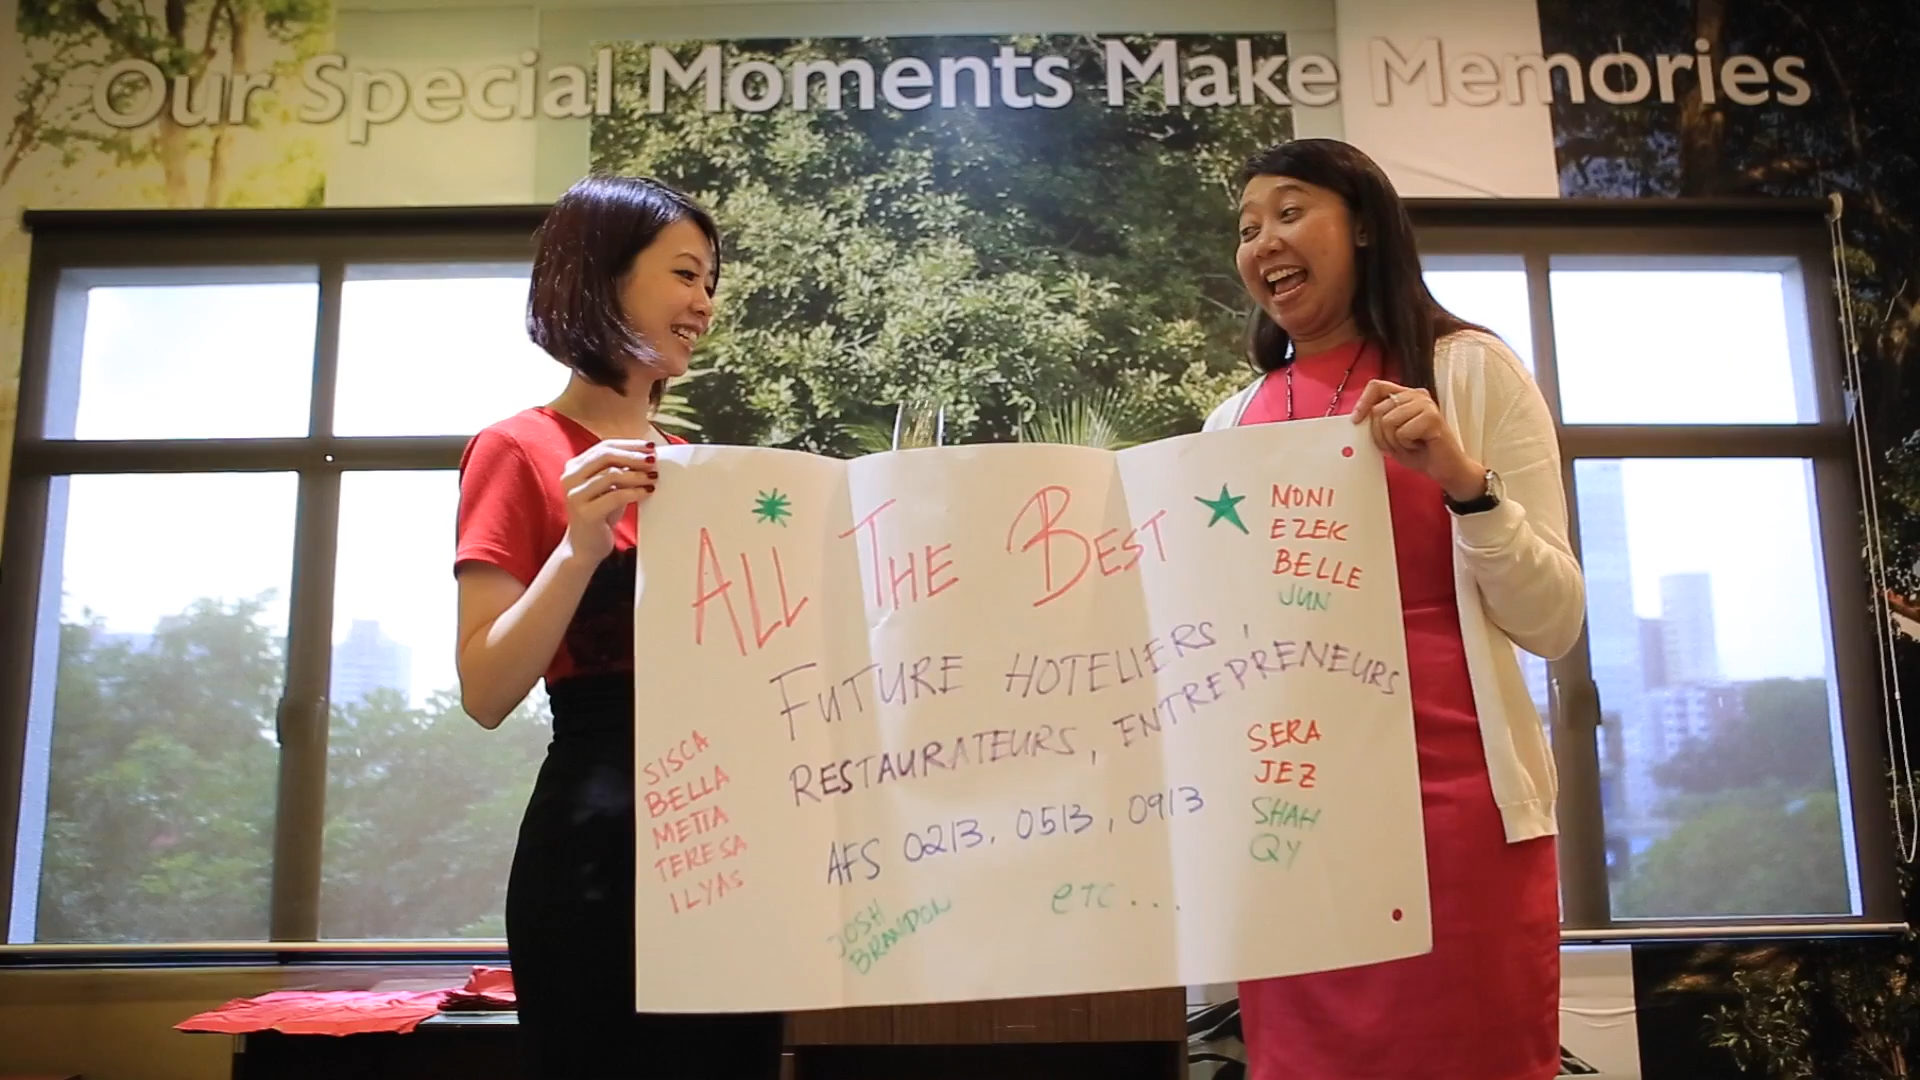 Our Special Moments Make Memories
ALL THE BEST
MONI
EZEK
BELLE
JUN
FUTURE HOTELIERS,
RESTAURATEURS, ENTREPRENEURS
AFS 0213, 0513, 0913
SISCA
BELLA
METTA
TERESA
ILYAS
SERA
JEZ
SHAH
QY
JOSH
BRANDON
etc...